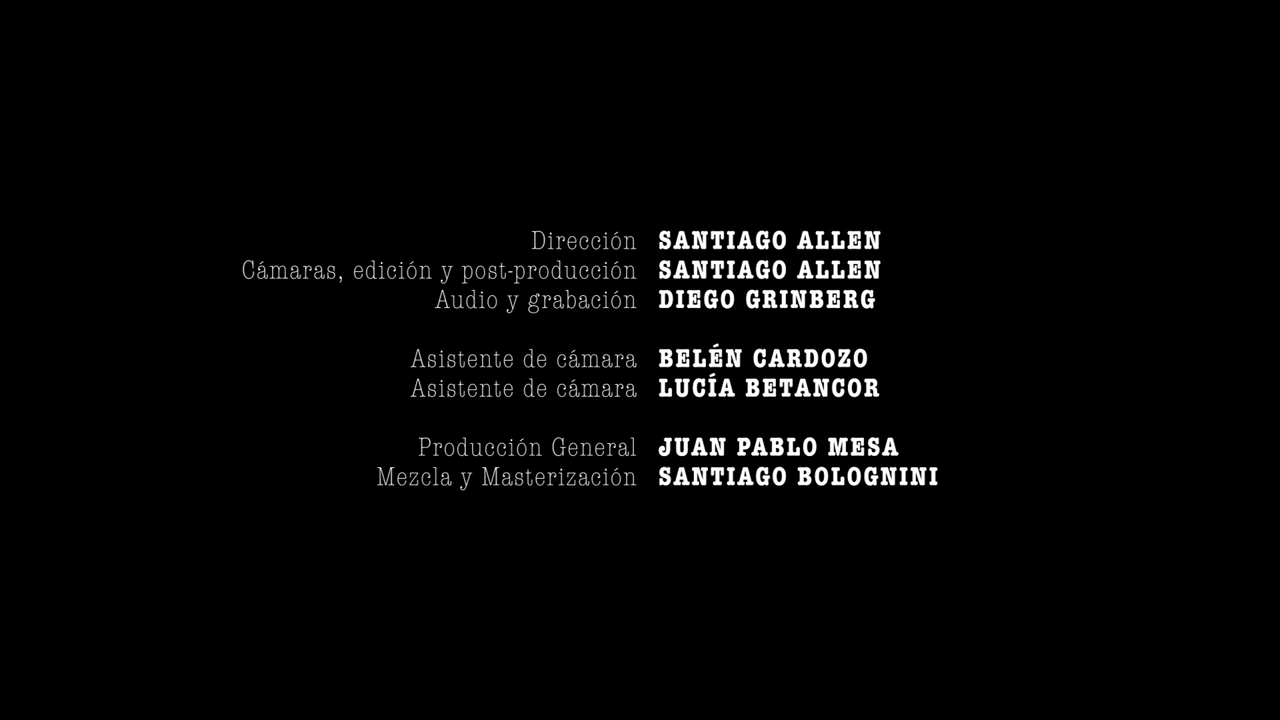 Dirección SANTIAGO ALLEN
Cámaras, edición y post-producción SANTIAGO ALLEN
Audio y grabación DIEGO GRINBERG
Asistente de cámara BELÉN CARDOZO
Asistente de cámara LUCÍA BETANCOR
Producción General JUAN PABLO MESA
Mezcla y Masterización SANTIAGO BOLOGNINI